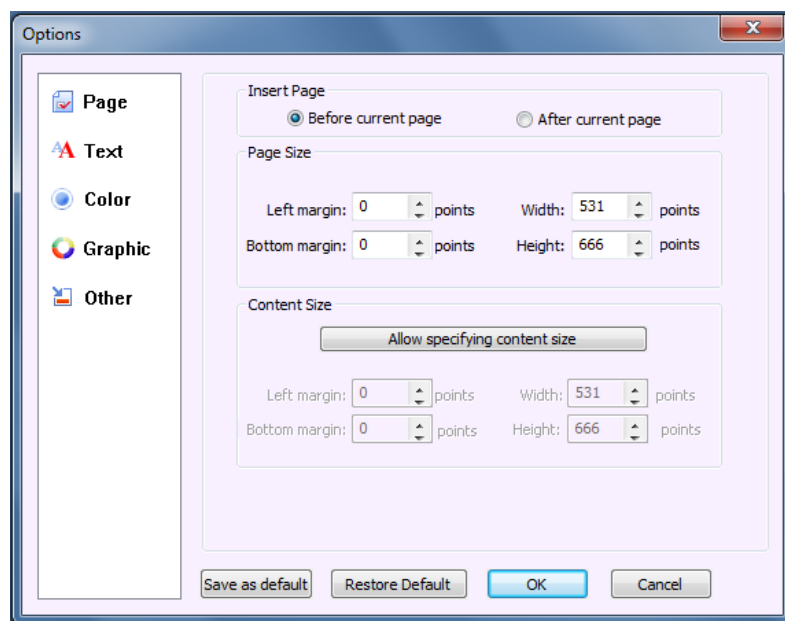 Options
Page
Text
Color
Graphic
Other
Insert Page
Before current page After current page
Page Size
Left margin: 0 points Width: 531 points
Bottom margin: 0 points Height: 666 points
Content Size
Allow specifying content size
Left margin: 0 points Width: 531 points
Bottom margin: 0 points Height: 666 points
Save as default Restore Default OK Cancel